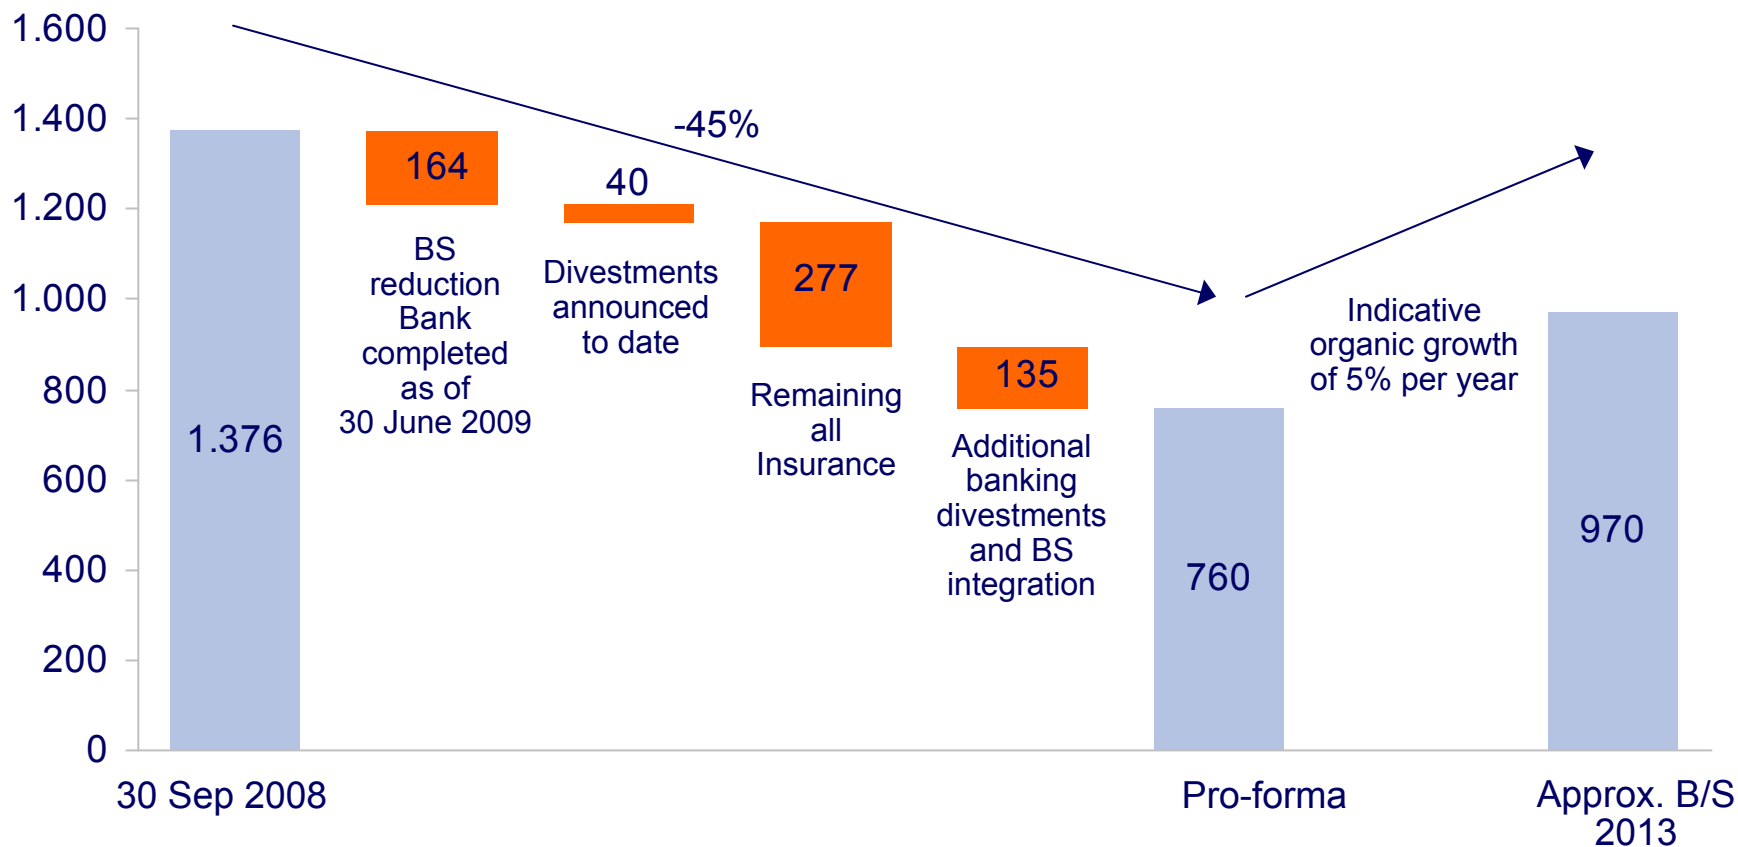 1.600
1.400
1.200
1.000
800
600
400
200
0
-45%
1.376
164
BS
reduction
Bank
completed
as of
30 June 2009
40
Divestments
announced
to date
277
Remaining
all
Insurance
135
Additional
banking
divestments
and BS
integration
760
Indicative
organic growth
of 5% per year
970
30 Sep 2008
Pro-forma
Approx. B/S
2013